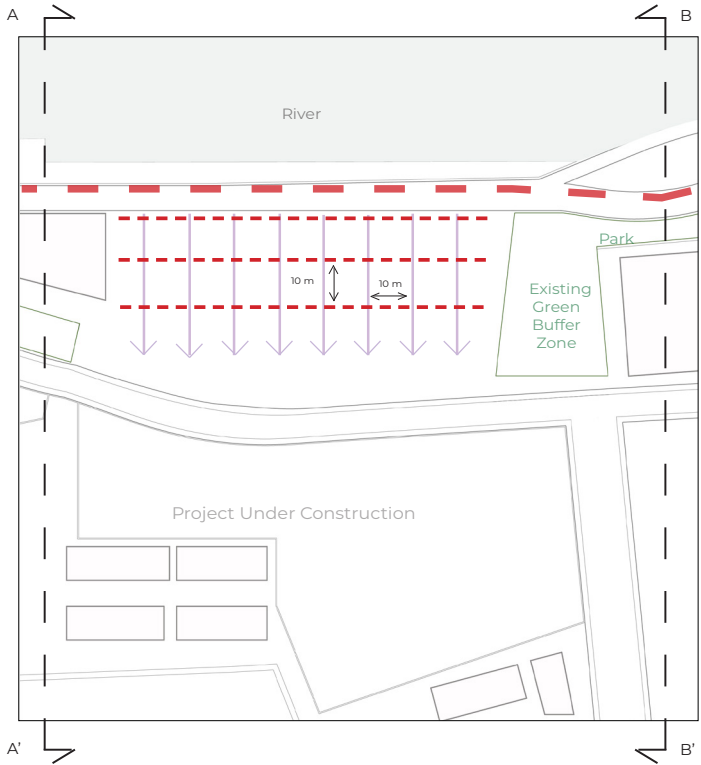 A
B
River
Park
10 m
10 m
Existing
Green
Buffer
Zone
Project Under Construction
A’
B’